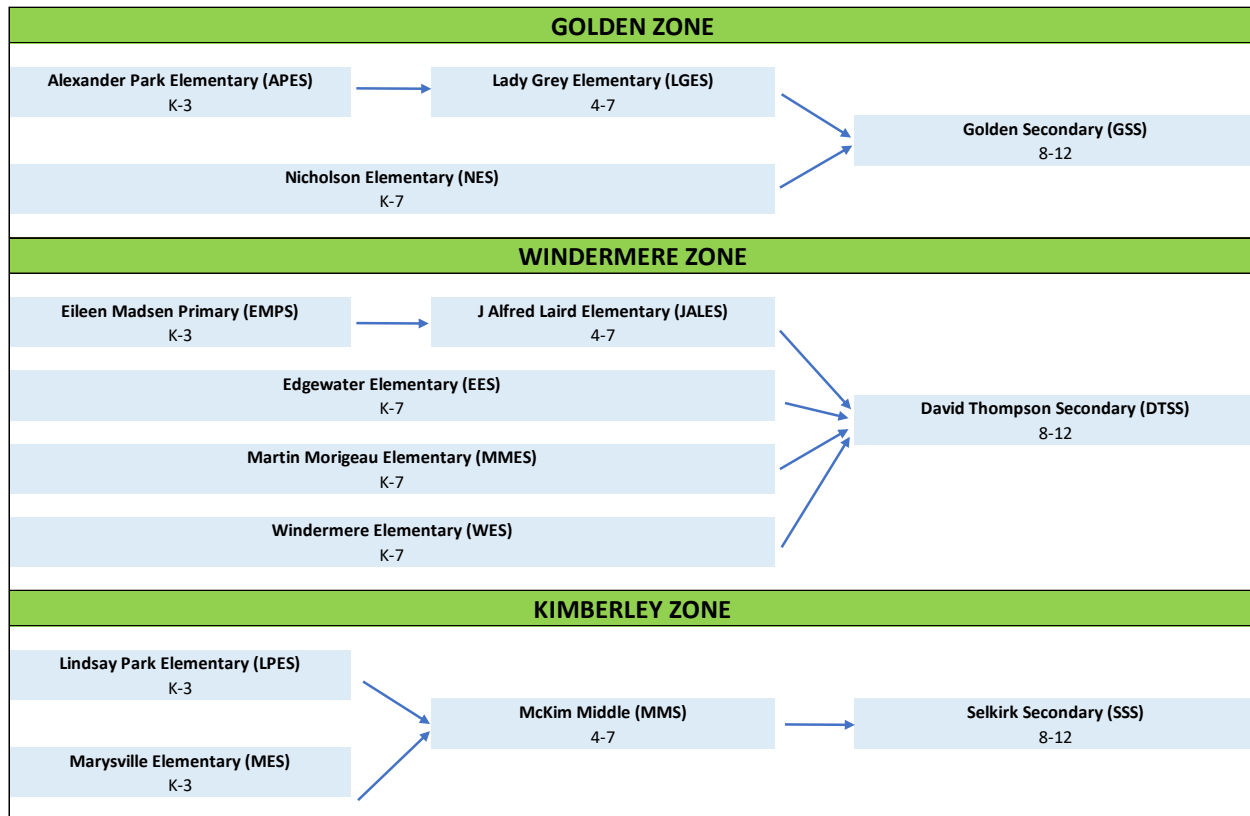 GOLDEN ZONE
Alexander Park Elementary (APES)
K-3
Lady Grey Elementary (LGES)
4-7
Golden Secondary (GSS)
8-12
Nicholson Elementary (NES)
K-7
WINDERMERE ZONE
Eileen Madsen Primary (EMPS)
K-3
J Alfred Laird Elementary (JALES)
4-7
Edgewater Elementary (EES)
K-7
David Thompson Secondary (DTSS)
8-12
Martin Morigeau Elementary (MMES)
K-7
Windermere Elementary (WES)
K-7
KIMBERLEY ZONE
Lindsay Park Elementary (LPES)
K-3
McKim Middle (MMS)
4-7
Selkirk Secondary (SSS)
8-12
Marysville Elementary (MES)
K-3